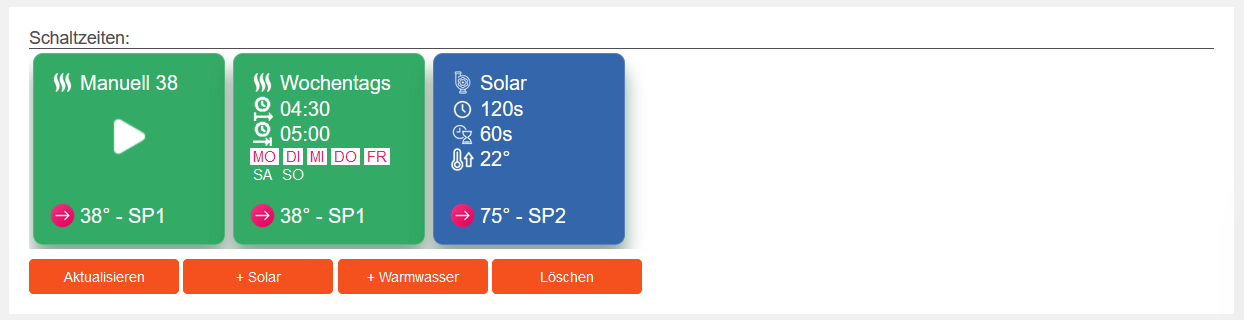 Schaltzeiten:
Manuell 38
38° - SP1
Wochentags
04:30
05:00
MO DI MI DO FR
SA SO
38° - SP1
Solar
120s
60s
22°
75° - SP2
Aktualisieren
+ Solar
+ Warmwasser
Löschen